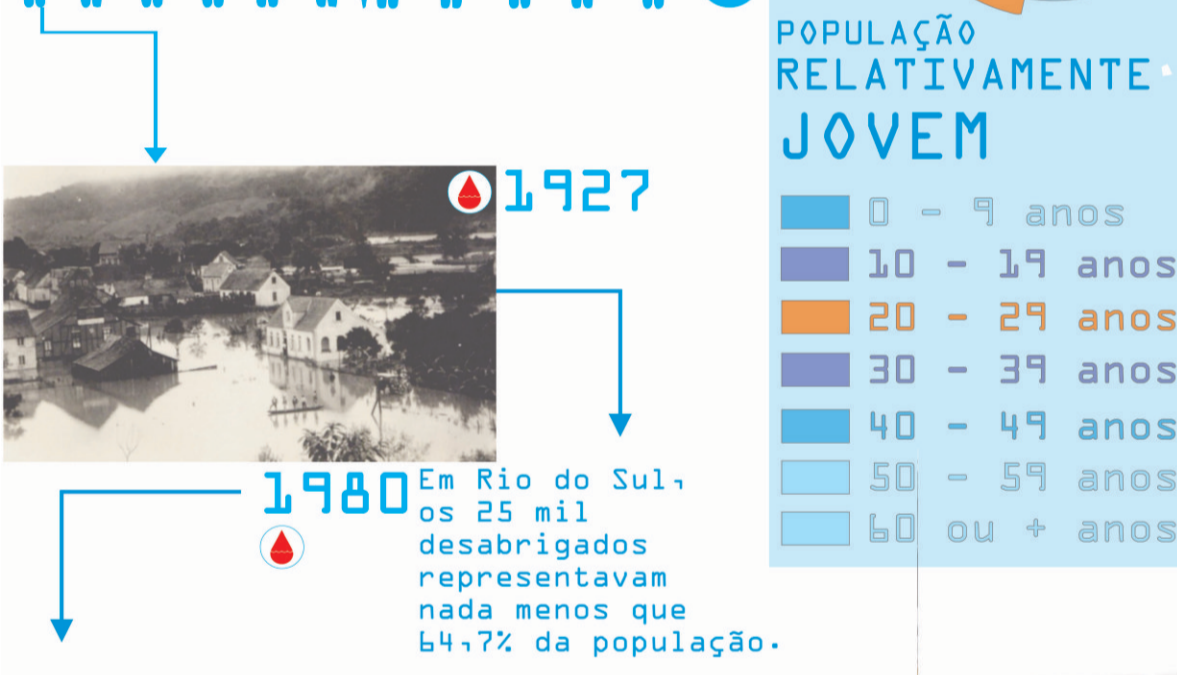 1927
1980
Em Rio do Sul,
os 25 mil
desabrigados
representavam
nada menos que
64,7% da população.
POPULAÇÃO
RELATIVAMENTE
JOVEM
0 - 9 anos
10 - 19 anos
20 - 29 anos
30 - 39 anos
40 - 49 anos
50 - 59 anos
60 ou + anos